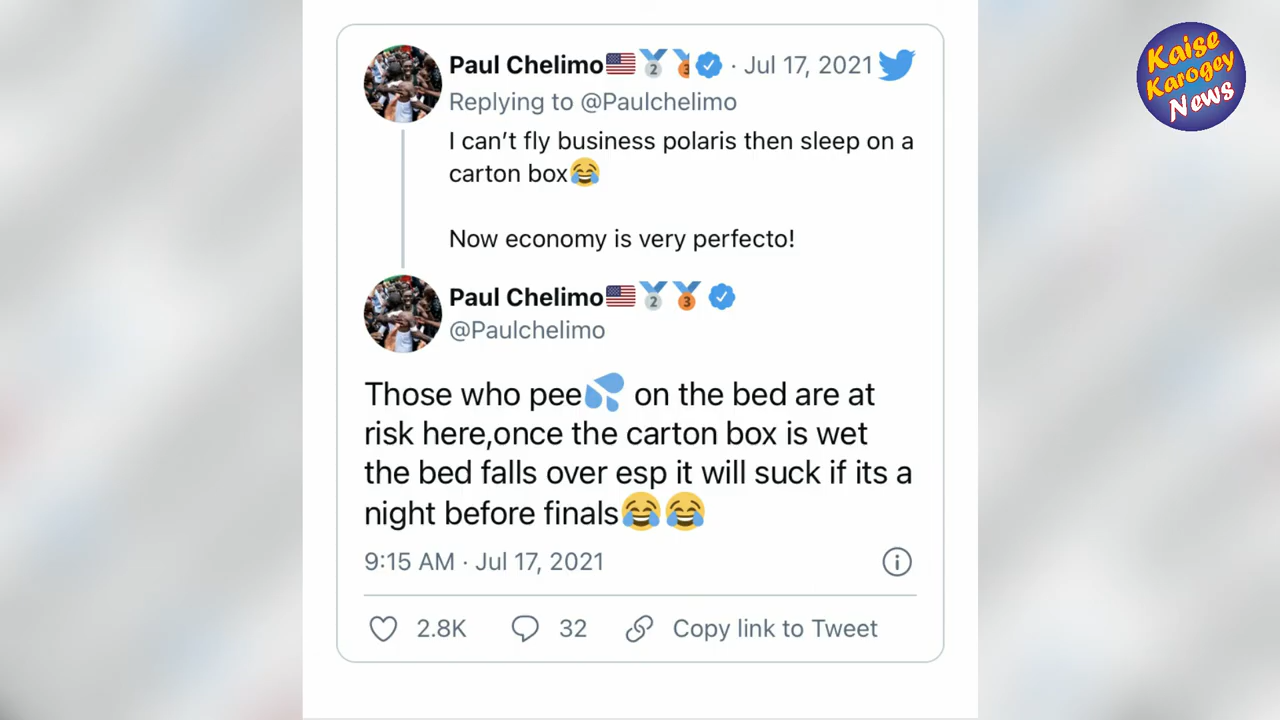 Paul Chelimo🇺🇸🥈🥉 · Jul 17, 2021
Replying to @Paulchelimo
I can't fly business polaris then sleep on a
carton box😂
Now economy is very perfecto!
Paul Chelimo🇺🇸🥈🥉
@Paulchelimo
Those who pee💦 on the bed are at
risk here,once the carton box is wet
the bed falls over esp it will suck if its a
night before finals😂😂
9:15 AM · Jul 17, 2021
2.8K 32 Copy link to Tweet
Kaise
Karogey
News